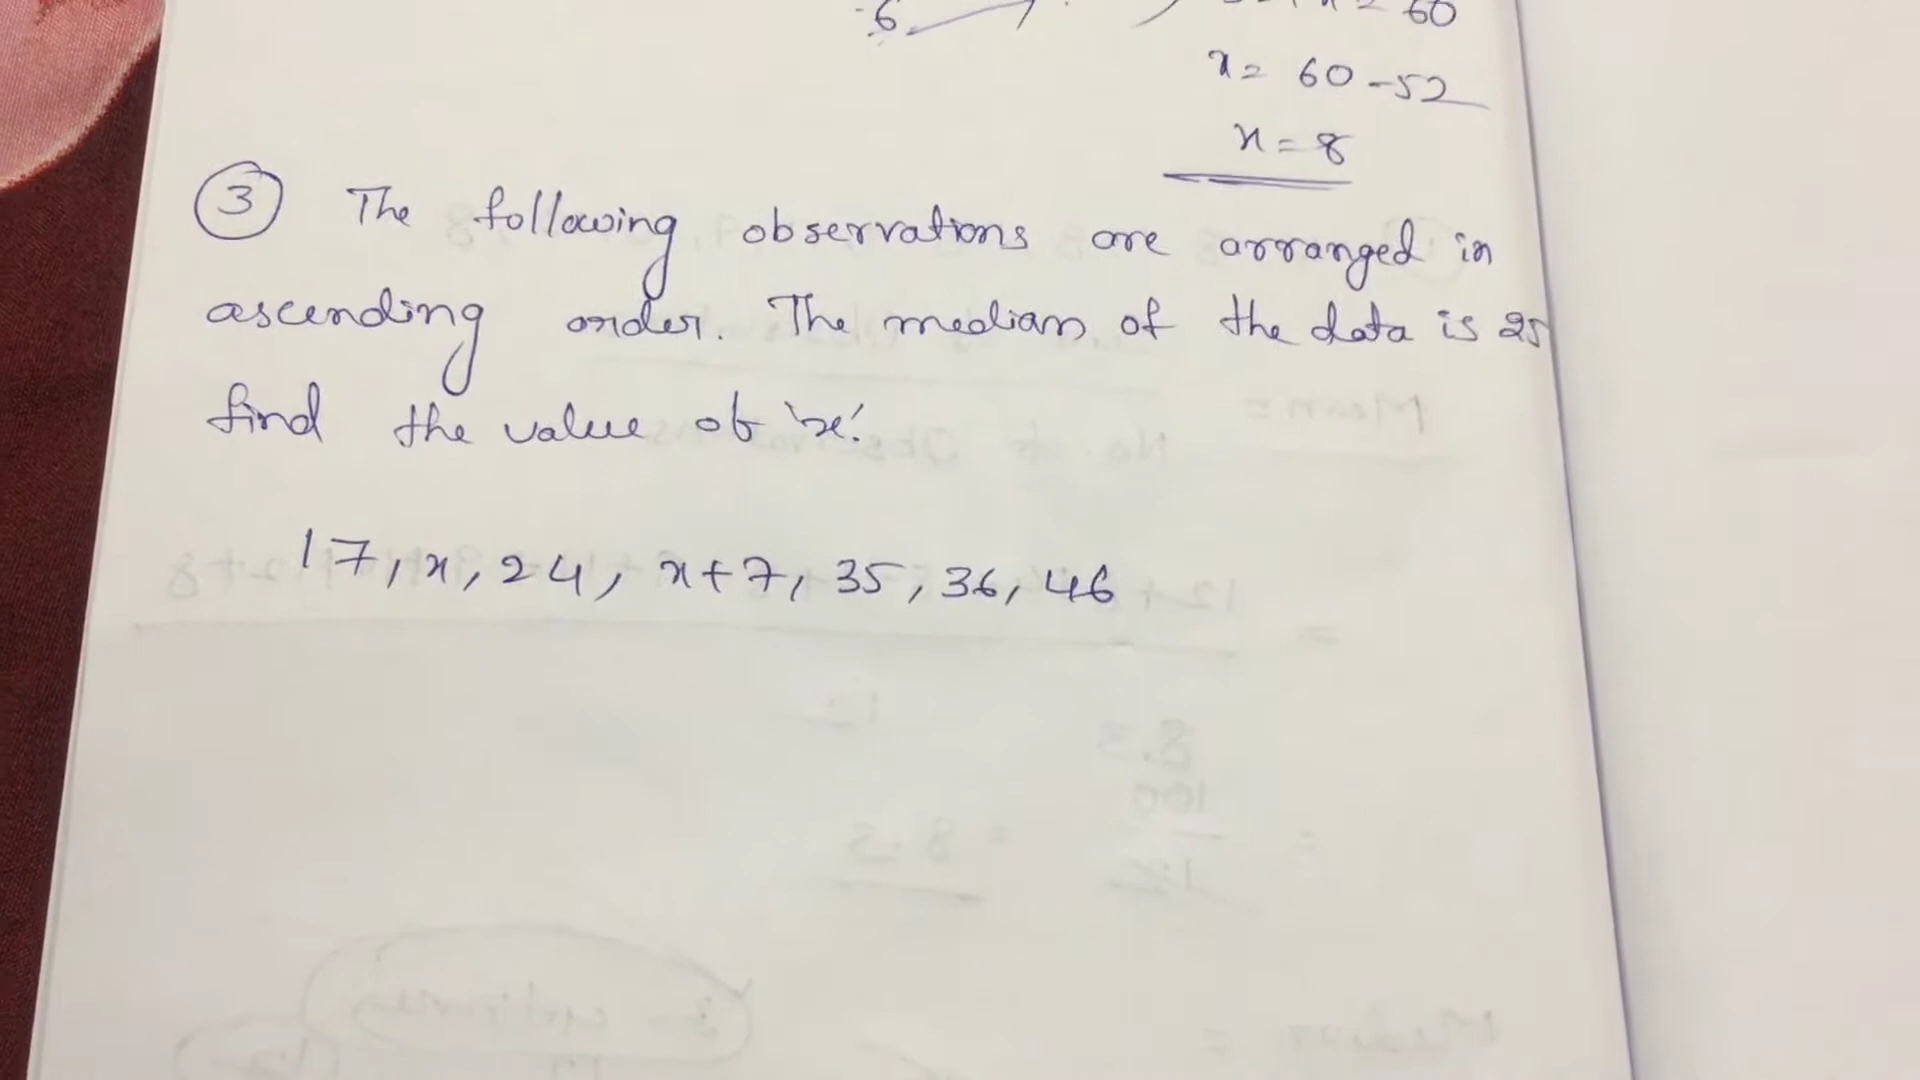 60
x = 60 - 52
x = 8
③ The following observations are arranged in
ascending order. The median of the data is 25
find the value of 'x'.
17, x, 24, x+7, 35, 36, 46